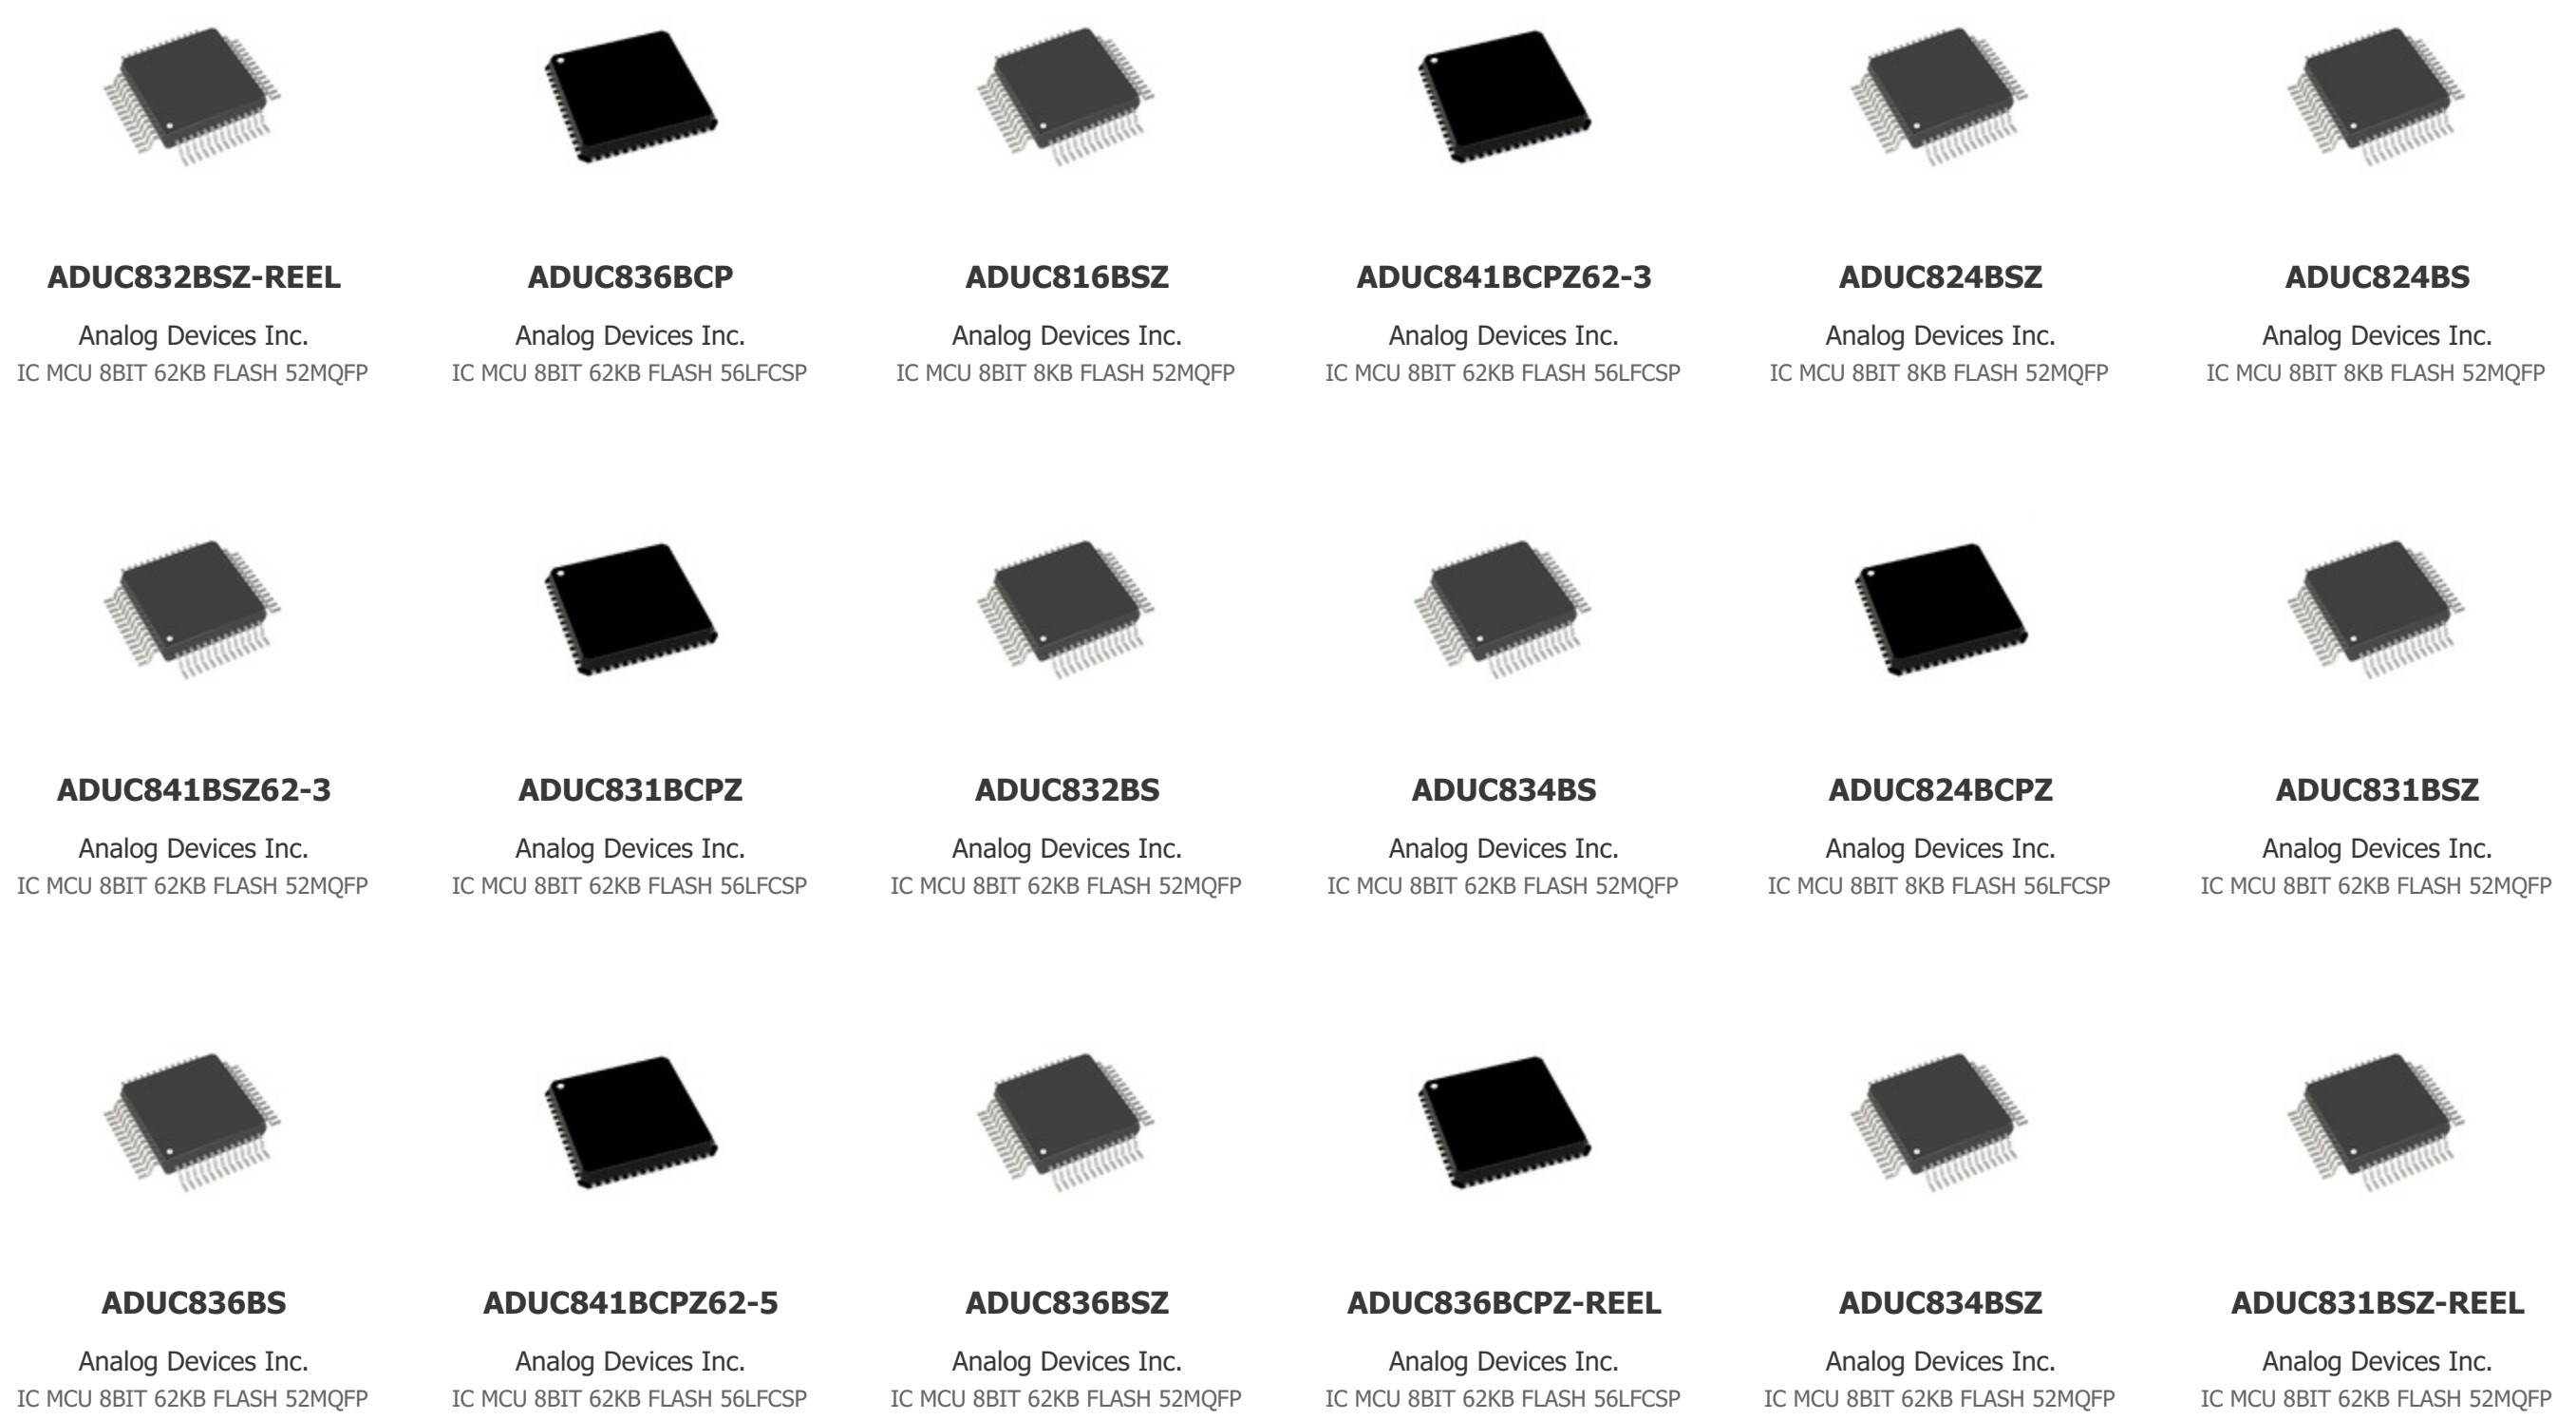 ADUC832BSZ-REEL
Analog Devices Inc.
IC MCU 8BIT 62KB FLASH 52MQFP
ADUC836BCP
Analog Devices Inc.
IC MCU 8BIT 62KB FLASH 56LFCSP
ADUC816BSZ
Analog Devices Inc.
IC MCU 8BIT 8KB FLASH 52MQFP
ADUC841BCPZ62-3
Analog Devices Inc.
IC MCU 8BIT 62KB FLASH 56LFCSP
ADUC824BSZ
Analog Devices Inc.
IC MCU 8BIT 8KB FLASH 52MQFP
ADUC824BS
Analog Devices Inc.
IC MCU 8BIT 8KB FLASH 52MQFP
ADUC841BSZ62-3
Analog Devices Inc.
IC MCU 8BIT 62KB FLASH 52MQFP
ADUC831BCPZ
Analog Devices Inc.
IC MCU 8BIT 62KB FLASH 56LFCSP
ADUC832BS
Analog Devices Inc.
IC MCU 8BIT 62KB FLASH 52MQFP
ADUC834BS
Analog Devices Inc.
IC MCU 8BIT 62KB FLASH 52MQFP
ADUC824BCPZ
Analog Devices Inc.
IC MCU 8BIT 8KB FLASH 56LFCSP
ADUC831BSZ
Analog Devices Inc.
IC MCU 8BIT 62KB FLASH 52MQFP
ADUC836BS
Analog Devices Inc.
IC MCU 8BIT 62KB FLASH 52MQFP
ADUC841BCPZ62-5
Analog Devices Inc.
IC MCU 8BIT 62KB FLASH 56LFCSP
ADUC836BSZ
Analog Devices Inc.
IC MCU 8BIT 62KB FLASH 52MQFP
ADUC836BCPZ-REEL
Analog Devices Inc.
IC MCU 8BIT 62KB FLASH 56LFCSP
ADUC834BSZ
Analog Devices Inc.
IC MCU 8BIT 62KB FLASH 52MQFP
ADUC831BSZ-REEL
Analog Devices Inc.
IC MCU 8BIT 62KB FLASH 52MQFP